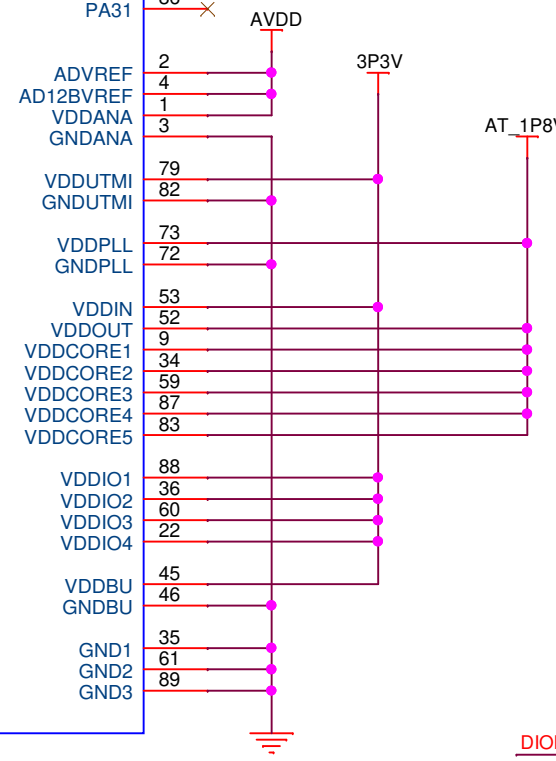 PA31
AVDD
3P3V
AT_1P8V
ADVREF 2
AD12BVREF 4
VDDANA 1
GNDANA 3
VDDUTMI 79
GNDUTMI 82
VDDPLL 73
GNDPLL 72
VDDIN 53
VDDOUT 52
VDDCORE1 9
VDDCORE2 34
VDDCORE3 59
VDDCORE4 87
VDDCORE5 83
VDDIO1 88
VDDIO2 36
VDDIO3 60
VDDIO4 22
VDDBU 45
GNDBU 46
GND1 35
GND2 61
GND3 89